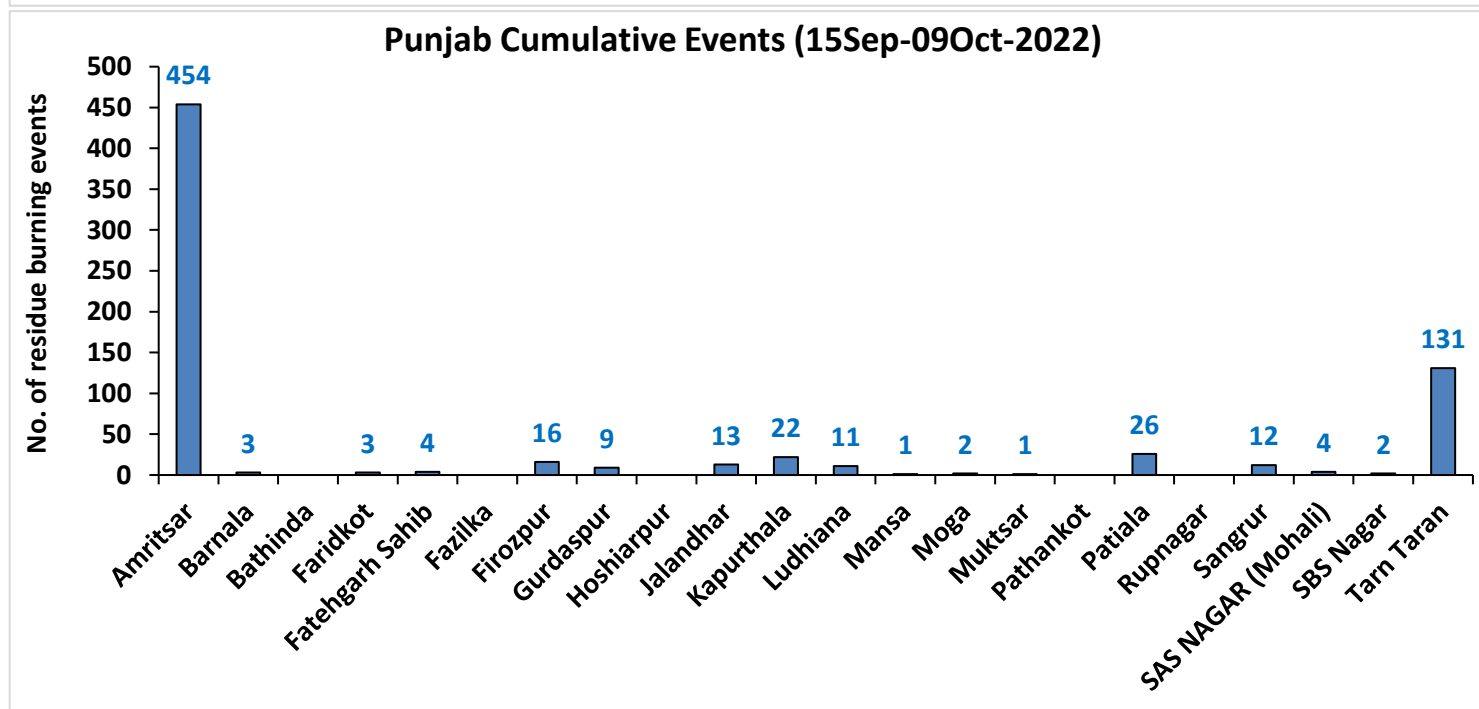 Punjab Cumulative Events (15Sep-09Oct-2022)
No. of residue burning events
500
450
400
350
300
250
200
150
100
50
0
454
3
3
4
16
9
13
22
11
1
2
1
26
12
4
2
131
Amritsar
Barnala
Bathinda
Faridkot
Fatehgarh Sahib
Fazilka
Firozpur
Gurdaspur
Hoshiarpur
Jalandhar
Kapurthala
Ludhiana
Mansa
Moga
Muktsar
Pathankot
Patiala
Rupnagar
Sangrur
SAS NAGAR (Mohali)
SBS Nagar
Tarn Taran